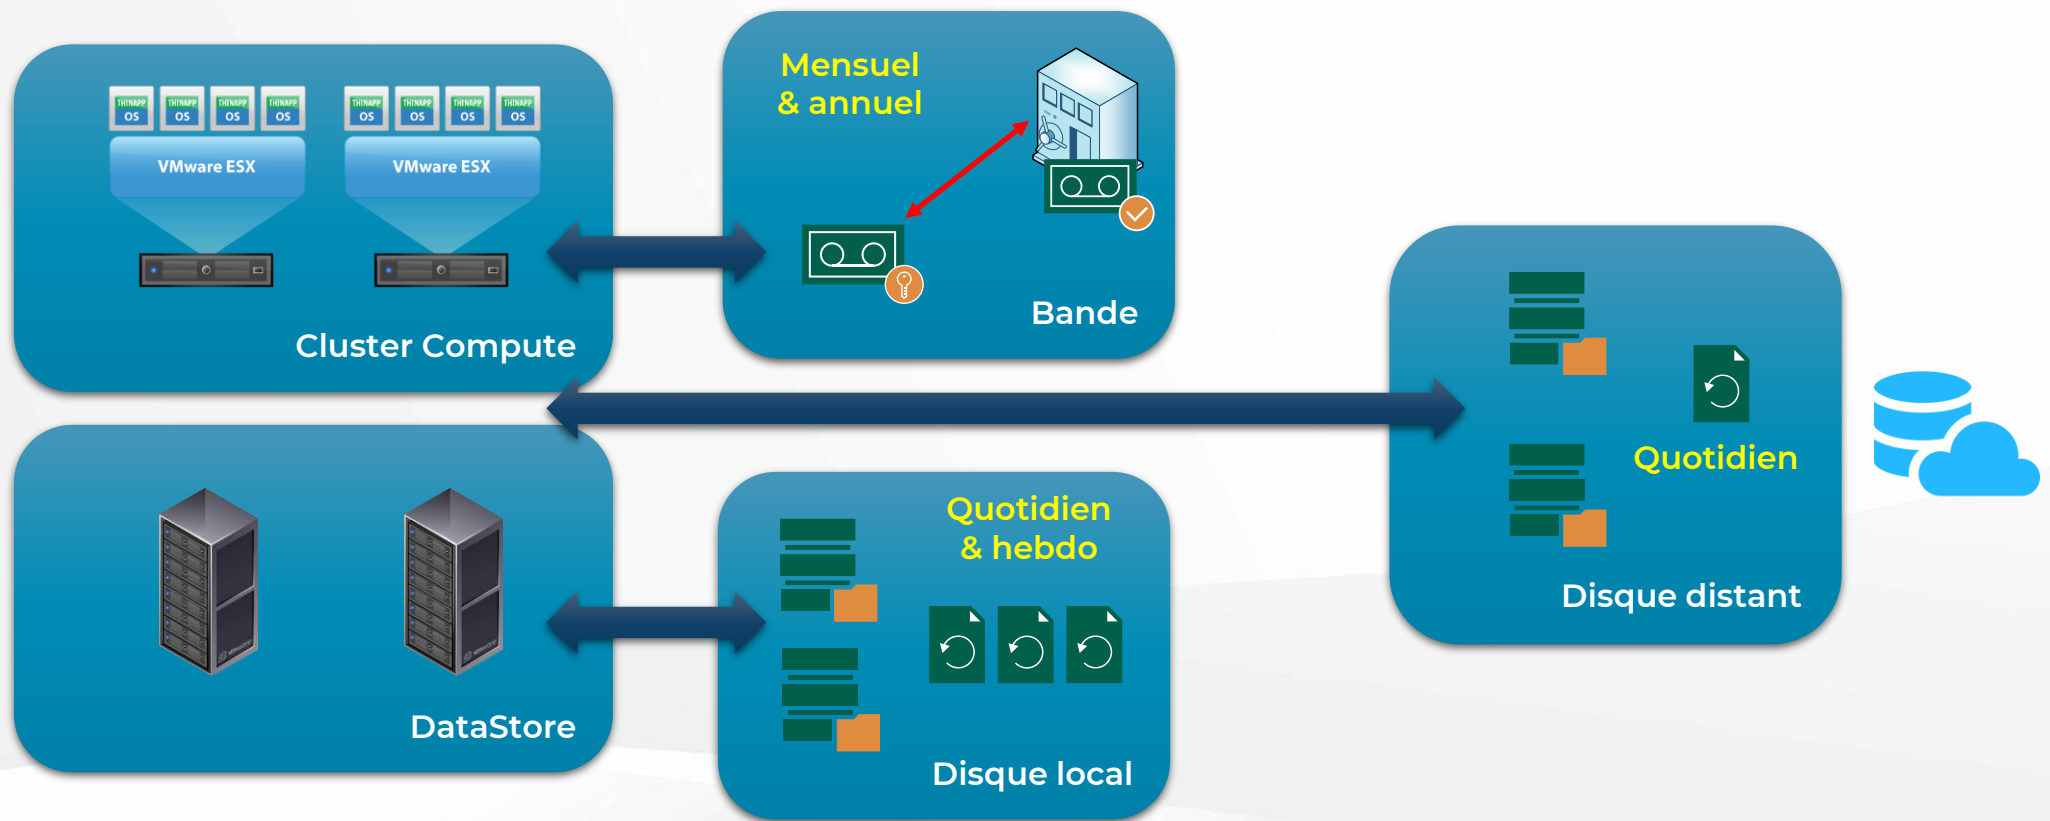 THINAPP
OS
THINAPP
OS
THINAPP
OS
THINAPP
OS
THINAPP
OS
THINAPP
OS
THINAPP
OS
THINAPP
OS
VMware ESX
VMware ESX
Cluster Compute
Mensuel
& annuel
Bande
DataStore
Quotidien
& hebdo
Disque local
Quotidien
Disque distant